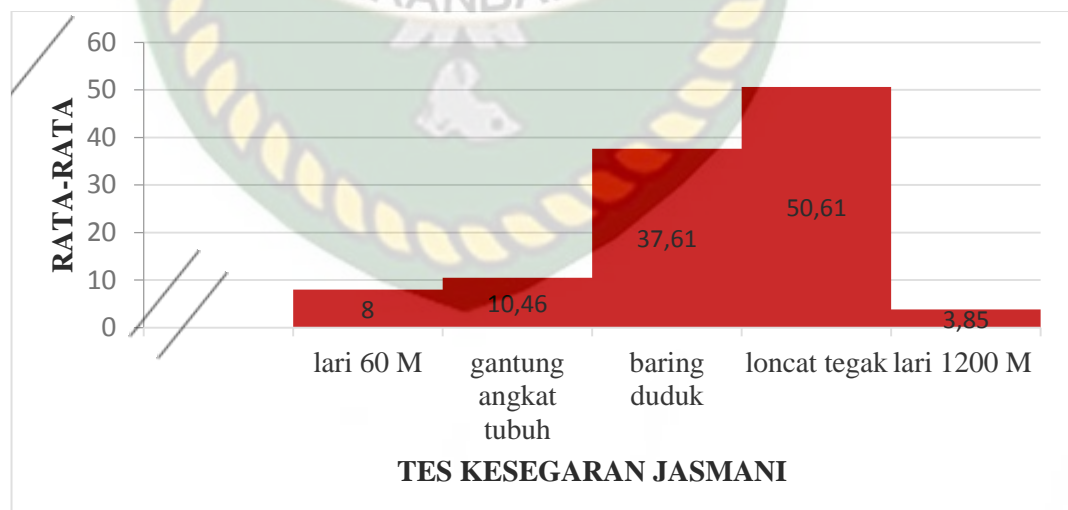 60
50
40
30
20
10
0
RATA-RATA
8
10,46
37,61
50,61
3,85
lari 60 M
gantung angkat tubuh
baring duduk
loncat tegak
lari 1200 M
TES KESEGARAN JASMANI